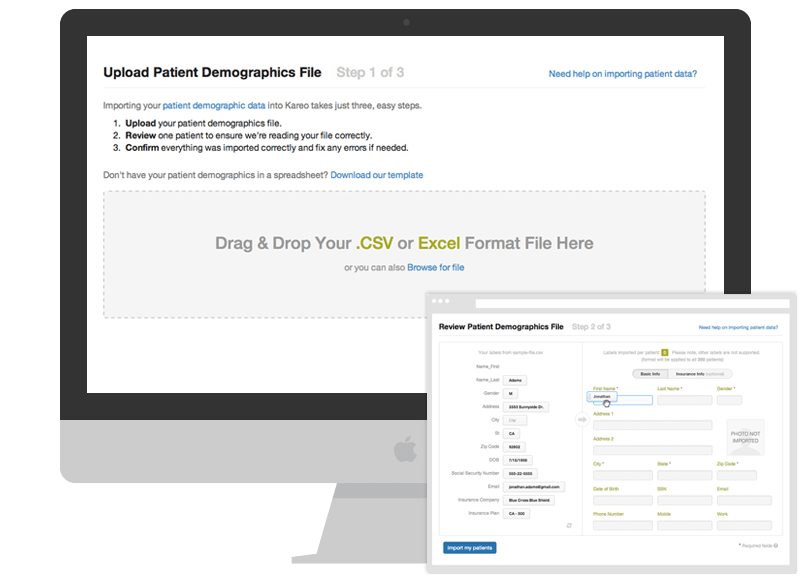 Upload Patient Demographics File Step 1 of 3
Need help on importing patient data?
Importing your patient demographic data into Kareo takes just three, easy steps.
1. Upload your patient demographics file.
2. Review one patient to ensure we're reading your file correctly.
3. Confirm everything was imported correctly and fix any errors if needed.
Don't have your patient demographics in a spreadsheet? Download our template
Drag & Drop Your .CSV or Excel Format File Here
or you can also Browse for file
Review Patient Demographics File Step 2 of 3
Need help on importing patient data?
Your labels from sample-file.csv
Name_First
Name_Last Adams
Gender M
Address 3350 Sunnyside Dr.
City City
St CA
Zip Code
DOB 7/15/1908
Social Security Number 555-22-5555
Email jonathan.adams@gmail.com
Insurance Company Blue Cross Blue Shield
Insurance Plan CA - 500
Import my patients
Labels imported per patient Please note, other labels are not supported.
(format will be applied to all patients)
Basic Info Insurance Info (optional)
First Name * Last Name * Gender *
Jonathan
Address 1
Address 2
PHOTO NOT
IMPORTED
City * State * Zip Code *
Date of Birth SSN Email
Phone Number Mobile Work
* Required fields